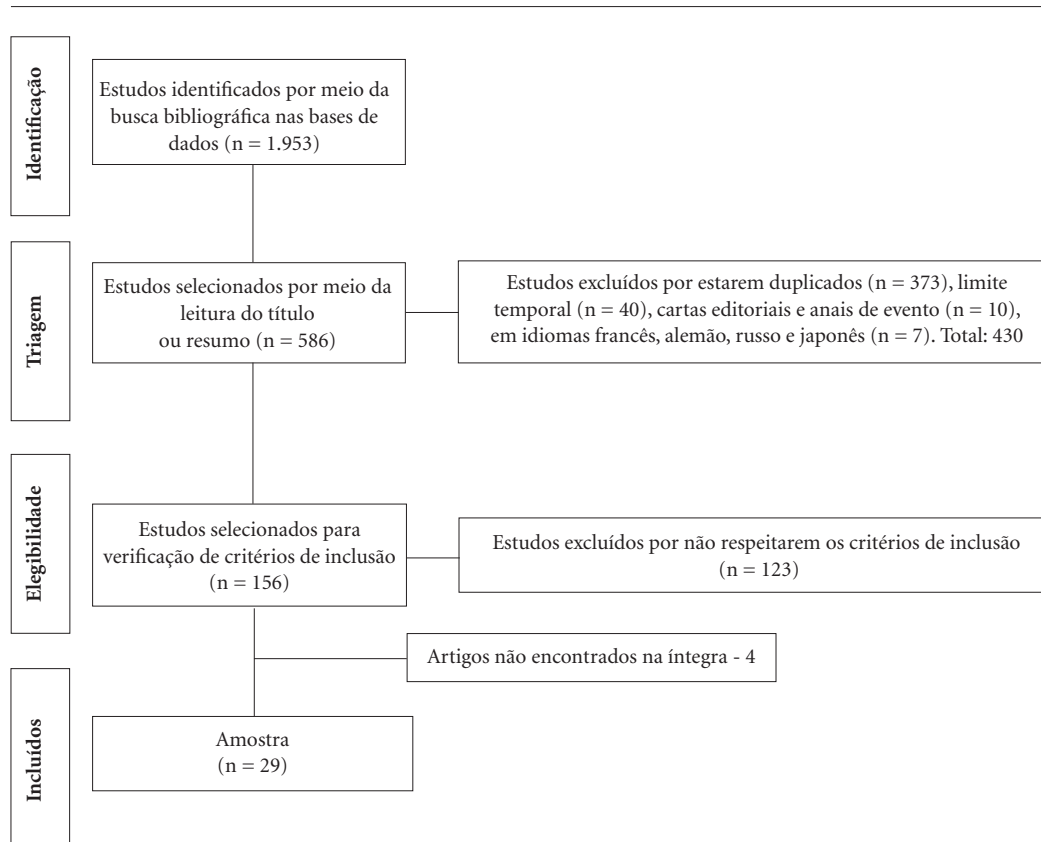 Identificação
Estudos identificados por meio da
busca bibliográfica nas bases de
dados (n = 1.953)
Triagem
Estudos selecionados por meio da
leitura do título
ou resumo (n = 586)
Estudos excluídos por estarem duplicados (n = 373), limite
temporal (n = 40), cartas editoriais e anais de evento (n = 10),
em idiomas francês, alemão, russo e japonês (n = 7). Total: 430
Elegibilidade
Estudos selecionados para
verificação de critérios de inclusão
(n = 156)
Estudos excluídos por não respeitarem os critérios de inclusão
(n = 123)
Artigos não encontrados na íntegra - 4
Incluídos
Amostra
(n = 29)